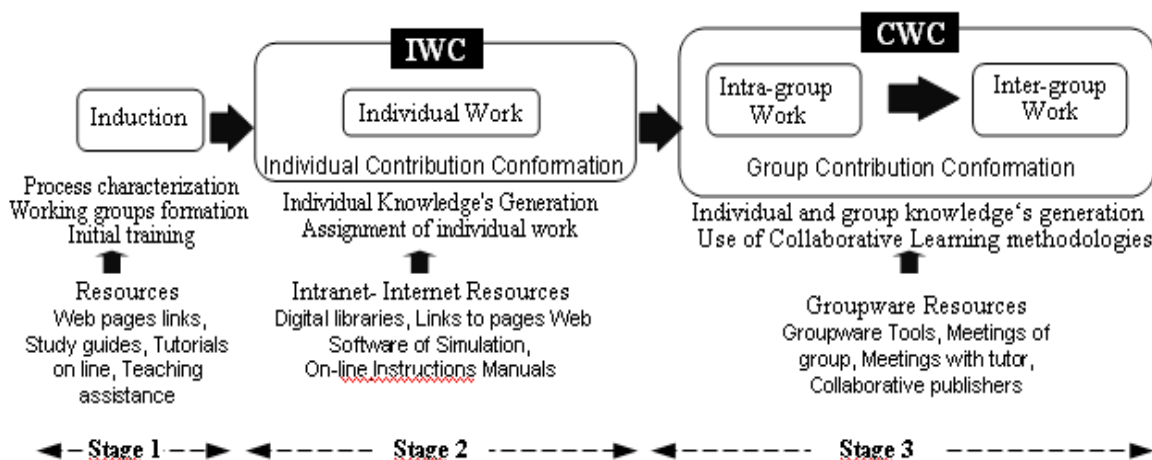 IWC
CWC
Induction
Individual Work
Individual Contribution Conformation
Intra-group
Work
Inter-group
Work
Group Contribution Conformation
Process characterization
Working groups formation
Initial training
Individual Knowledge's Generation
Assignment of individual work
Individual and group knowledge‘s generation
Use of Collaborative Learning methodologies
Resources
Web pages links,
Study guides, Tutorials
on line, Teaching
assistance
Intranet- Internet Resources
Digital libraries, Links to pages Web
Software of Simulation,
On-line Instructions Manuals
Groupware Resources
Groupware Tools, Meetings of
group, Meetings with tutor,
Collaborative publishers
Stage 1
Stage 2
Stage 3